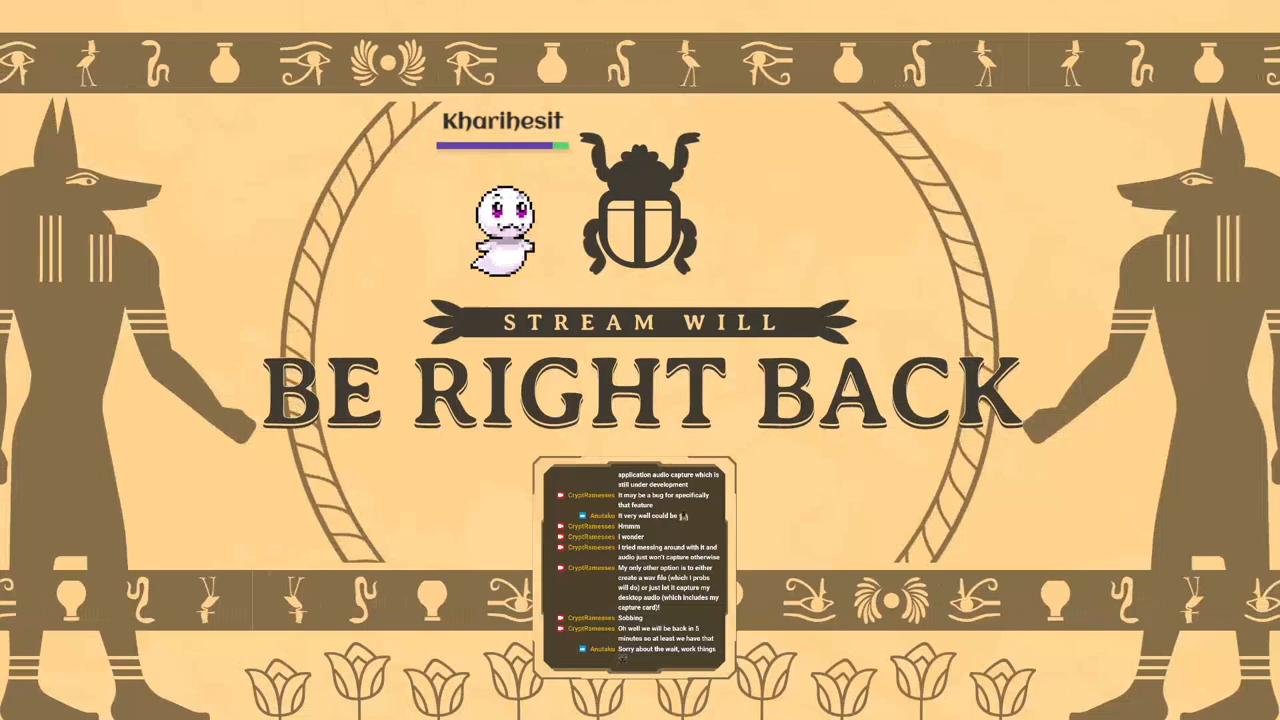 Kharihesit
STREAM WILL
BE RIGHT BACK
application audio capture which is
still under development
CryptRamesses It may be a bug for specifically
that feature
Anutako It very well could be
CryptRamesses Hmmm
CryptRamesses I wonder
CryptRamesses I tried messing around with it and
audio just won't capture otherwise
CryptRamesses My only other option is to either
create a wav file (which I probs
will do) or just let it capture my
desktop audio (which includes my
capture card)!
CryptRamesses Sobbing
CryptRamesses Oh well we will be back in 5
minutes so at least we have that
Anutako Sorry about the wait, work things